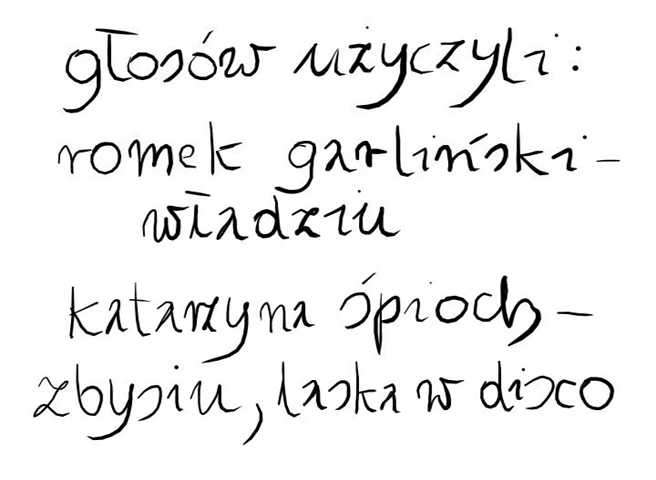 głosów użyczyli:
romek garliński –
władziu
katarzyna śpioch –
zbysiu, laska w disco